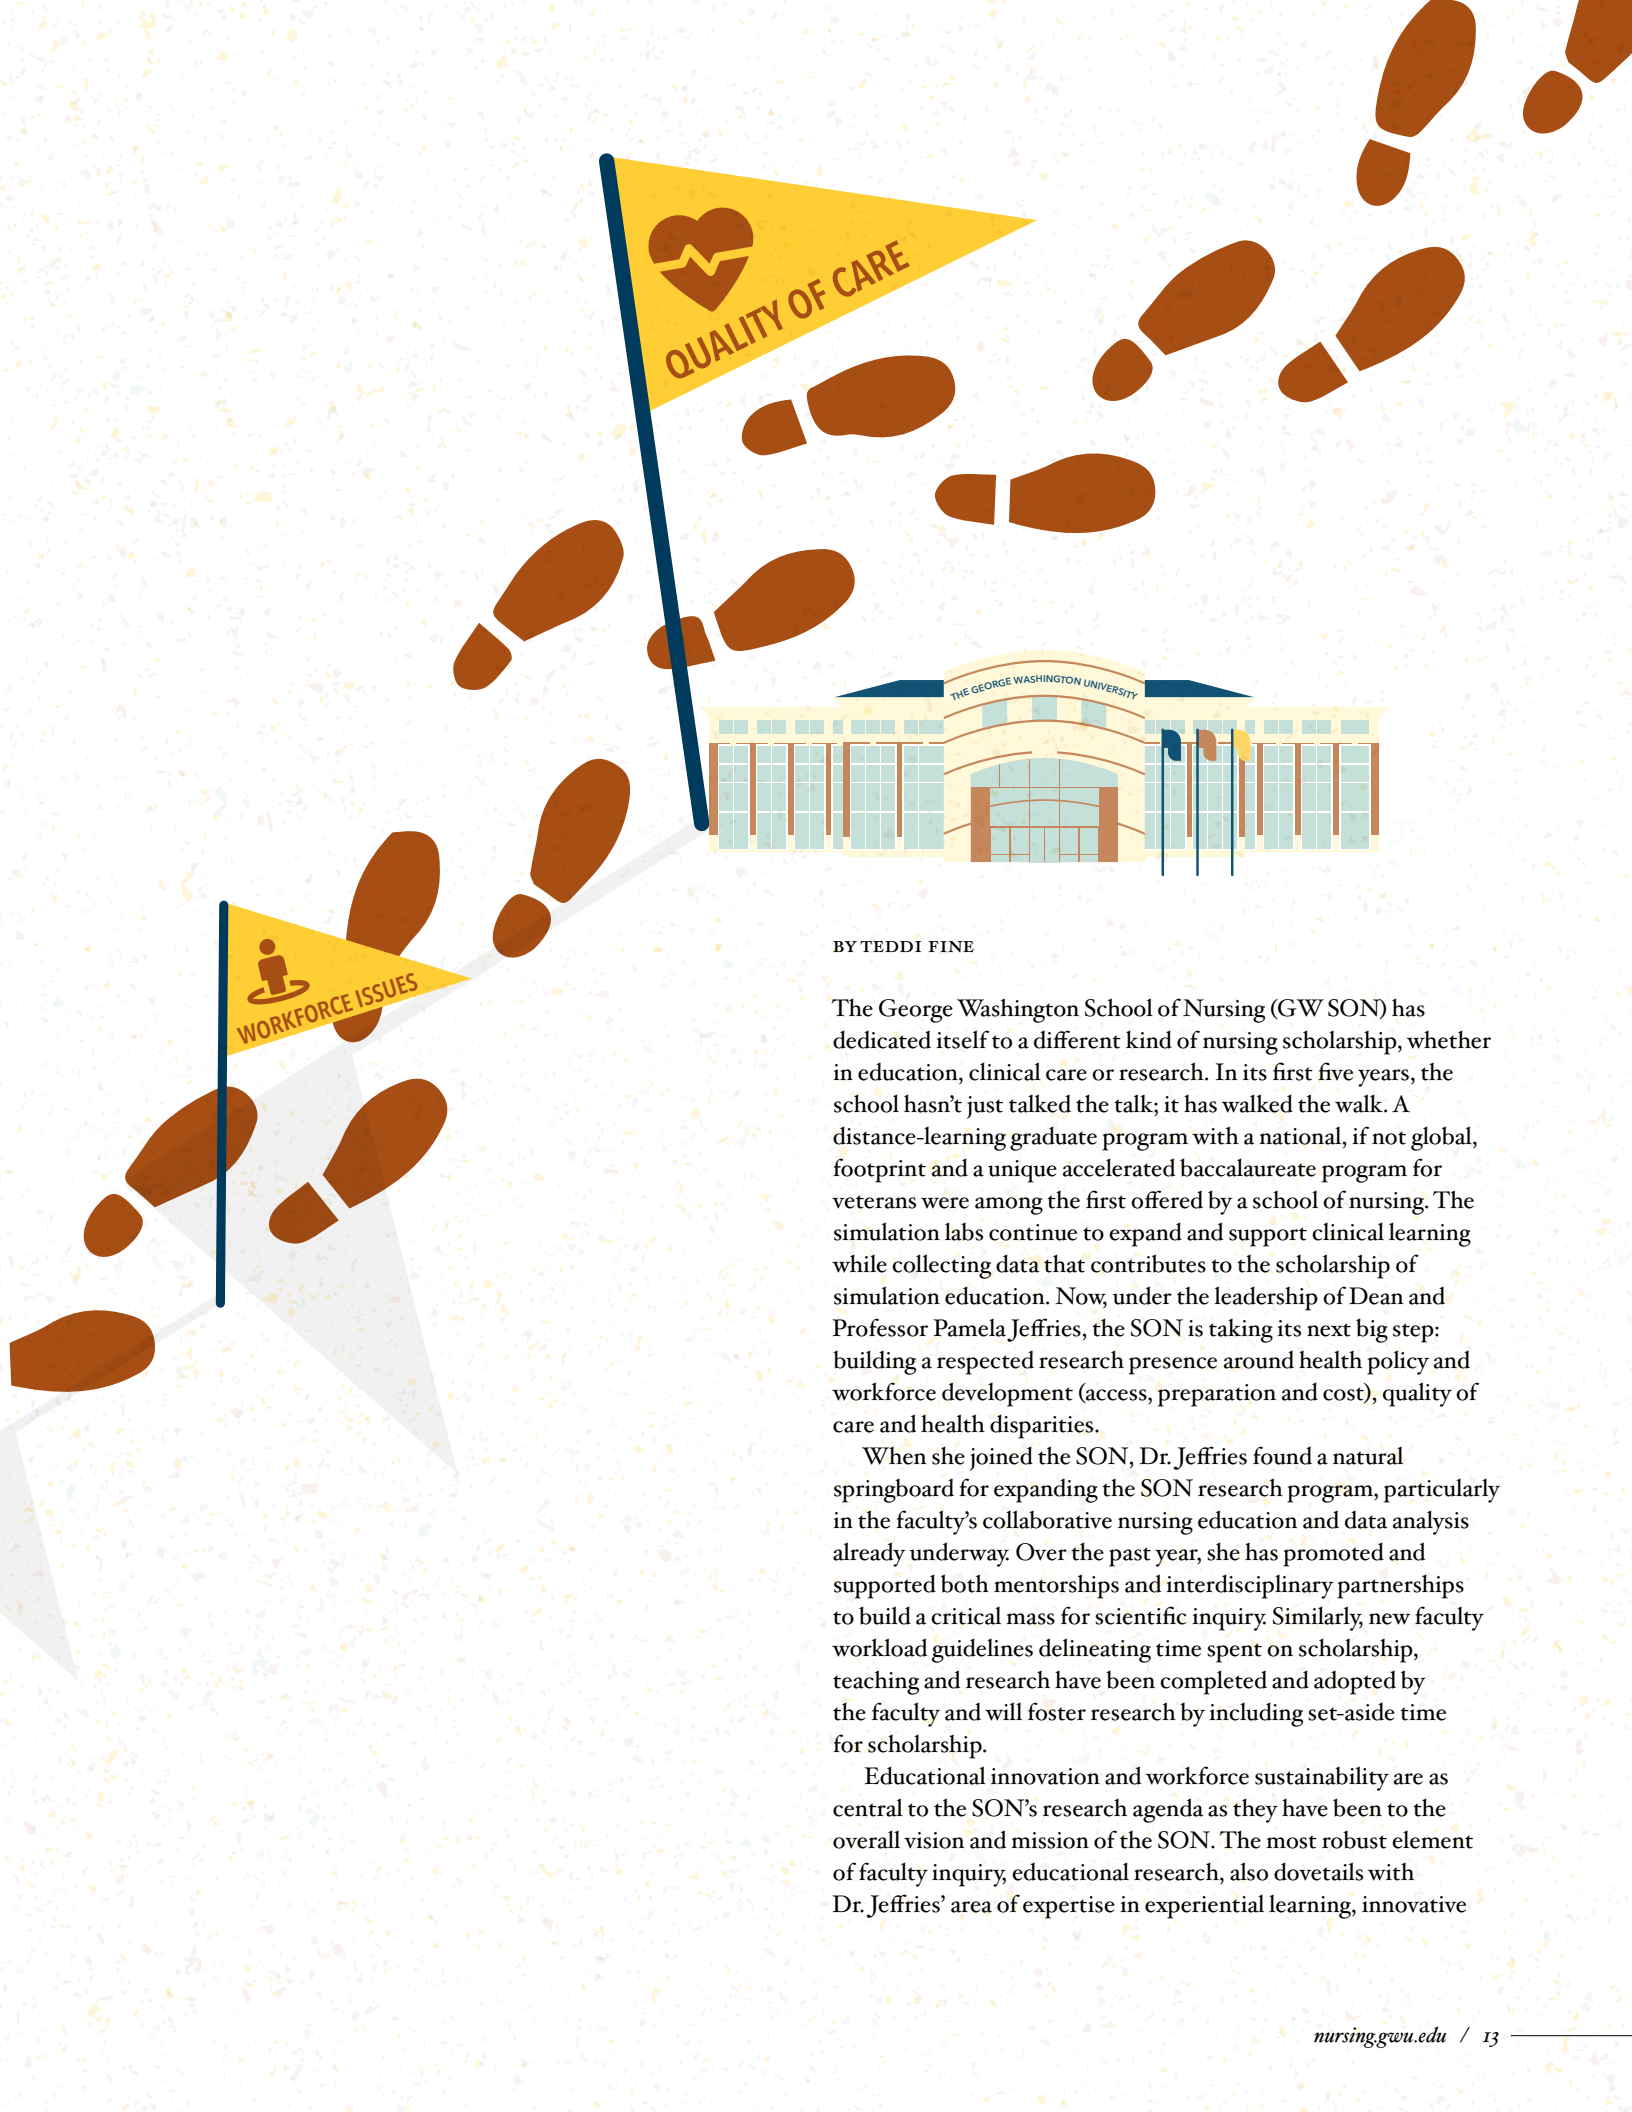 QUALITY OF CARE
THE GEORGE WASHINGTON UNIVERSITY
WORKFORCE ISSUES
BY TEDDI FINE
The George Washington School of Nursing (GW SON) has
dedicated itself to a different kind of nursing scholarship, whether
in education, clinical care or research. In its first five years, the
school hasn’t just talked the talk; it has walked the walk. A
distance-learning graduate program with a national, if not global,
footprint and a unique accelerated baccalaureate program for
veterans were among the first offered by a school of nursing. The
simulation labs continue to expand and support clinical learning
while collecting data that contributes to the scholarship of
simulation education. Now, under the leadership of Dean and
Professor Pamela Jeffries, the SON is taking its next big step:
building a respected research presence around health policy and
workforce development (access, preparation and cost), quality of
care and health disparities.
When she joined the SON, Dr. Jeffries found a natural
springboard for expanding the SON research program, particularly
in the faculty’s collaborative nursing education and data analysis
already underway. Over the past year, she has promoted and
supported both mentorships and interdisciplinary partnerships
to build a critical mass for scientific inquiry. Similarly, new faculty
workload guidelines delineating time spent on scholarship,
teaching and research have been completed and adopted by
the faculty and will foster research by including set-aside time
for scholarship.
Educational innovation and workforce sustainability are as
central to the SON’s research agenda as they have been to the
overall vision and mission of the SON. The most robust element
of faculty inquiry, educational research, also dovetails with
Dr. Jeffries’ area of expertise in experiential learning, innovative
nursing.gwu.edu / 13